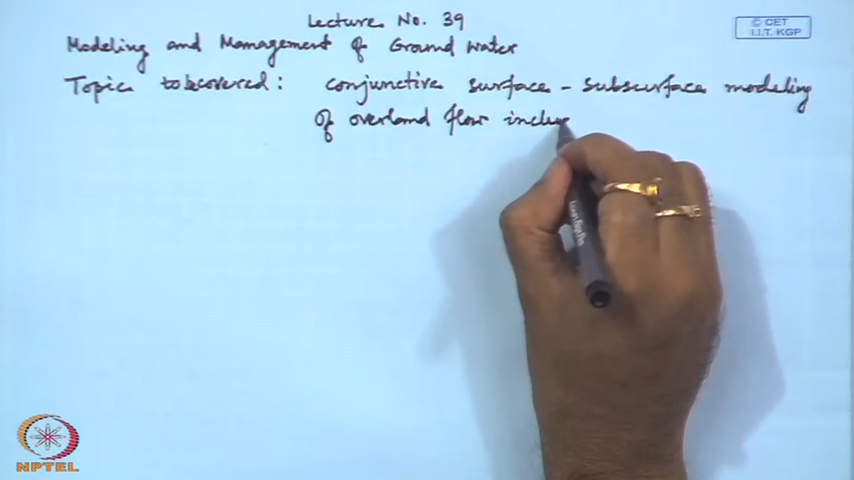 Lecture No. 39
© CET
I.I.T. KGP
Modeling and Management of Ground Water
Topic to be covered : conjunctive surface - subsurface modeling
of overland flow inclu
NPTEL